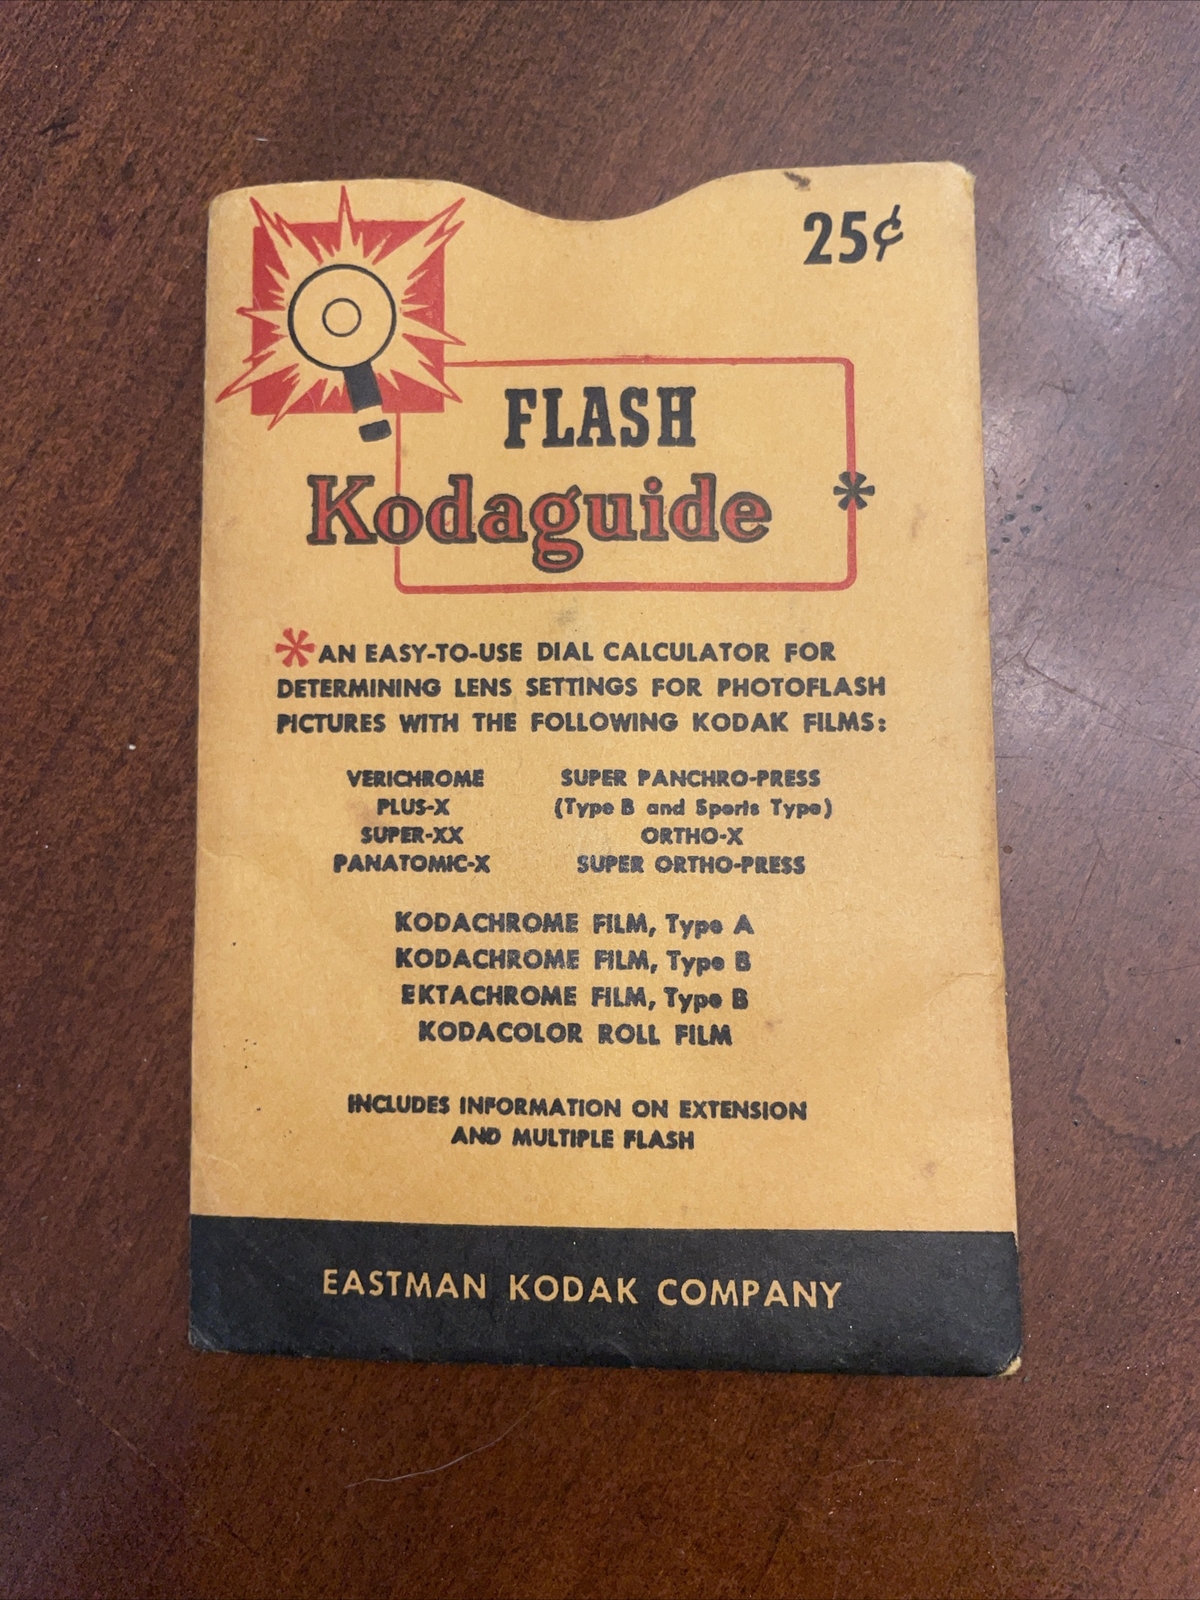 25¢
FLASH
Kodaguide *
*AN EASY-TO-USE DIAL CALCULATOR FOR
DETERMINING LENS SETTINGS FOR PHOTOFLASH
PICTURES WITH THE FOLLOWING KODAK FILMS:
VERICHROME
PLUS-X
SUPER-XX
PANATOMIC-X
SUPER PANCHRO-PRESS
(Type B and Sports Type)
ORTHO-X
SUPER ORTHO-PRESS
KODACHROME FILM, Type A
KODACHROME FILM, Type B
EKTACHROME FILM, Type B
KODACOLOR ROLL FILM
INCLUDES INFORMATION ON EXTENSION
AND MULTIPLE FLASH
EASTMAN KODAK COMPANY